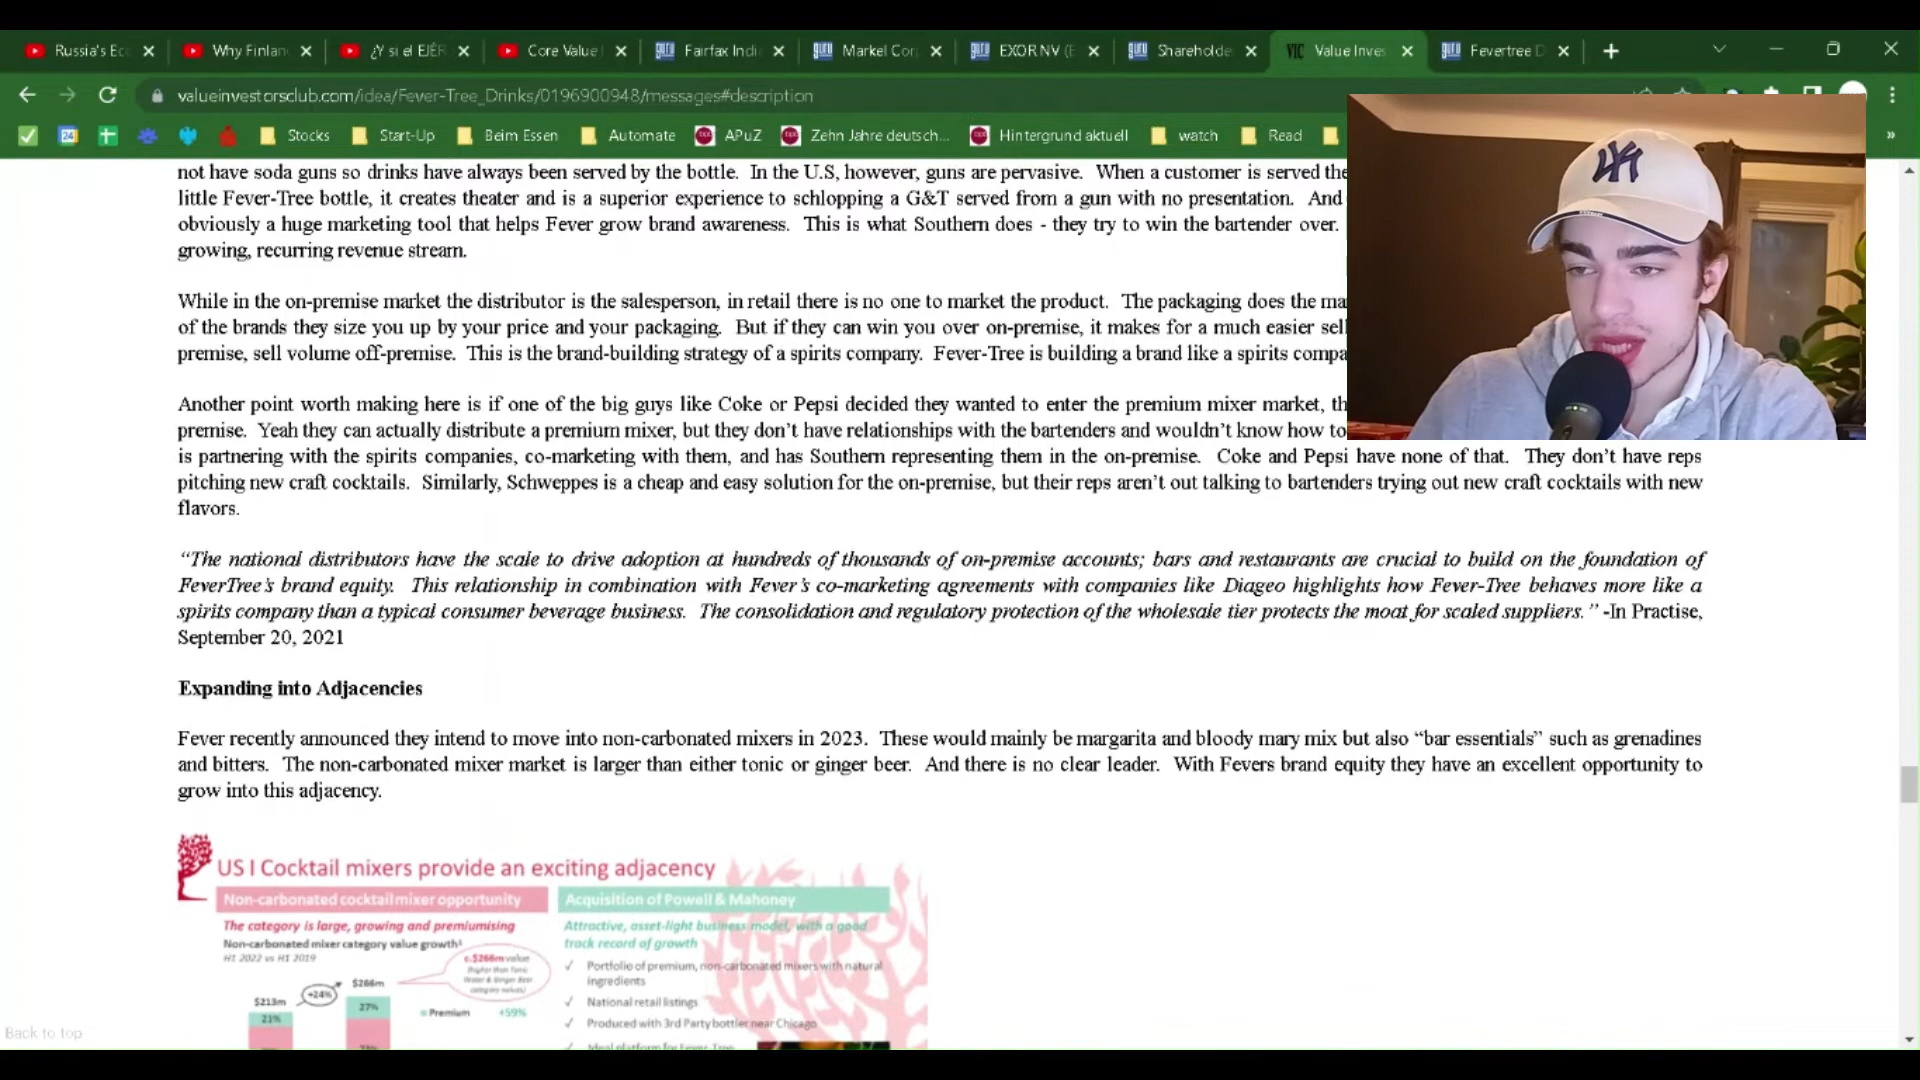 Russia's Ec
Why Finlan
¿Y si el EJÉR
Core Value
Fairfax Indi
Markel Cor
EXOR NV (E
Shareholde
VIC Value Inves
Fevertree D
valueinvestorsclub.com/idea/Fever-Tree_Drinks/0196900948/messages#description
Stocks
Start-Up
Beim Essen
Automate
APuZ
Zehn Jahre deutsch...
Hintergrund aktuell
watch
Read
not have soda guns so drinks have always been served by the bottle. In the U.S, however, guns are pervasive. When a customer is served the
little Fever-Tree bottle, it creates theater and is a superior experience to schlopping a G&T served from a gun with no presentation. And
obviously a huge marketing tool that helps Fever grow brand awareness. This is what Southern does - they try to win the bartender over.
growing, recurring revenue stream.
While in the on-premise market the distributor is the salesperson, in retail there is no one to market the product. The packaging does the ma
of the brands they size you up by your price and your packaging. But if they can win you over on-premise, it makes for a much easier sel
premise, sell volume off-premise. This is the brand-building strategy of a spirits company. Fever-Tree is building a brand like a spirits compa
Another point worth making here is if one of the big guys like Coke or Pepsi decided they wanted to enter the premium mixer market, th
premise. Yeah they can actually distribute a premium mixer, but they don't have relationships with the bartenders and wouldn't know how to
is partnering with the spirits companies, co-marketing with them, and has Southern representing them in the on-premise. Coke and Pepsi have none of that. They don't have reps
pitching new craft cocktails. Similarly, Schweppes is a cheap and easy solution for the on-premise, but their reps aren't out talking to bartenders trying out new craft cocktails with new
flavors.
“The national distributors have the scale to drive adoption at hundreds of thousands of on-premise accounts; bars and restaurants are crucial to build on the foundation of
FeverTree's brand equity. This relationship in combination with Fever's co-marketing agreements with companies like Diageo highlights how Fever-Tree behaves more like a
spirits company than a typical consumer beverage business. The consolidation and regulatory protection of the wholesale tier protects the moat for scaled suppliers.” -In Practise,
September 20, 2021
Expanding into Adjacencies
Fever recently announced they intend to move into non-carbonated mixers in 2023. These would mainly be margarita and bloody mary mix but also “bar essentials” such as grenadines
and bitters. The non-carbonated mixer market is larger than either tonic or ginger beer. And there is no clear leader. With Fevers brand equity they have an excellent opportunity to
grow into this adjacency.
US I Cocktail mixers provide an exciting adjacency
Non-carbonated cocktail mixer opportunity
The category is large, growing and premiumising
Non-carbonated mixer category value growth¹
H1 2022 vs H1 2019
c.$266m value
(higher than Tonic
Water & Ginger Beer
category values)
$213m
+24%
$266m
21%
27%
Premium +59%
Acquisition of Powell & Mahoney
Attractive, asset-light business model, with a good
track record of growth
✓ Portfolio of premium, non-carbonated mixers with natural
ingredients
✓ National retail listings
✓ Produced with 3rd Party bottler near Chicago
✓ Ideal platform for Fever-Tree
Back to top